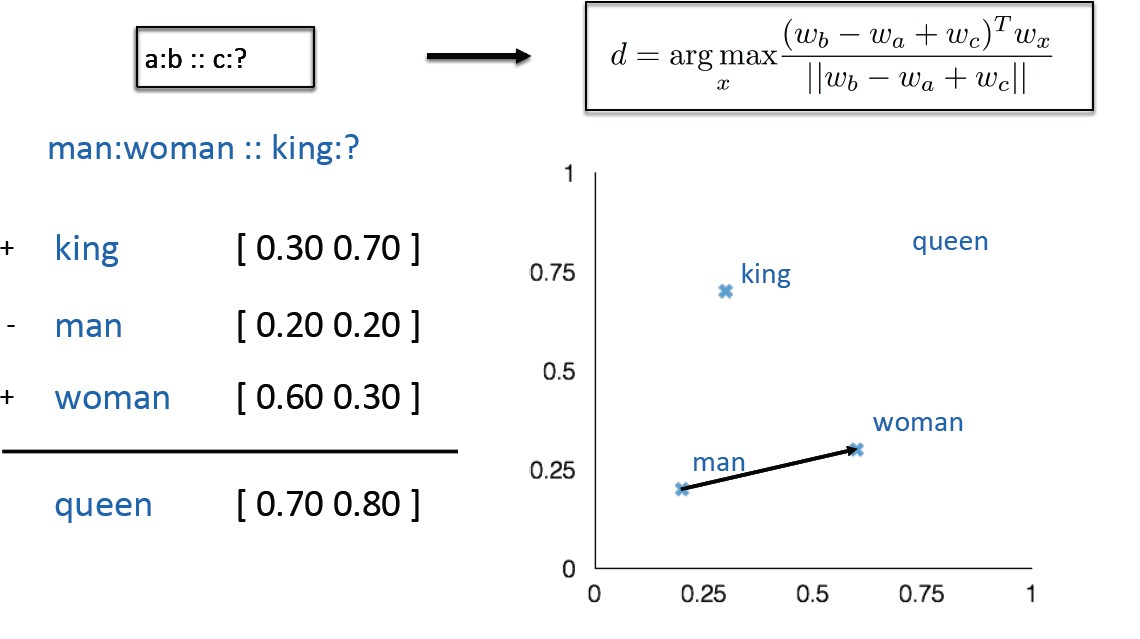 a:b :: c:?
d = arg max_x (w_b − w_a + w_c)^T w_x / ||w_b − w_a + w_c||
man:woman :: king:?
+ king [ 0.30 0.70 ]
- man [ 0.20 0.20 ]
+ woman [ 0.60 0.30 ]
queen [ 0.70 0.80 ]
1
queen
0.75
king
0.5
woman
0.25
man
0
0 0.25 0.5 0.75 1